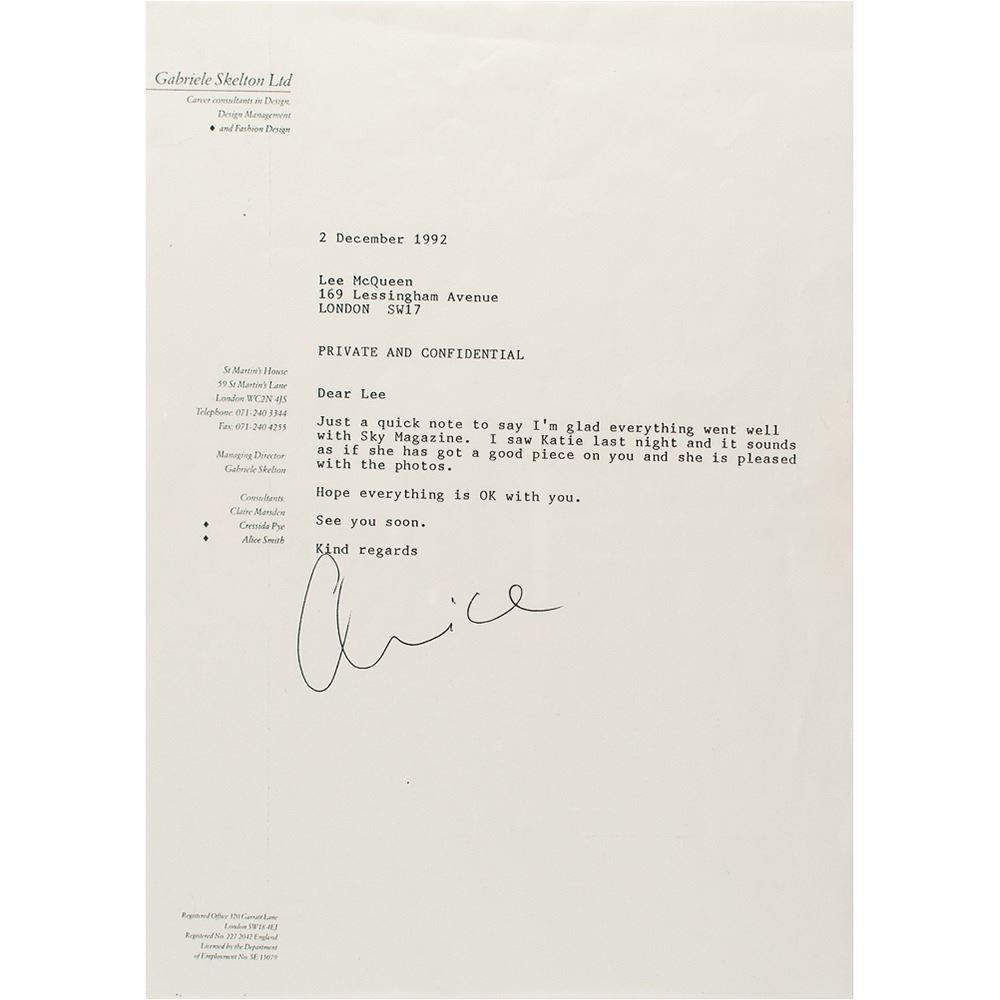 Gabriele Skelton Ltd
Career consultants in Design,
Design Management
♦ and Fashion Design
2 December 1992
Lee McQueen
169 Lessingham Avenue
LONDON SW17
PRIVATE AND CONFIDENTIAL
St Martin's House
59 St Martin's Lane
London WC2N 4JS
Telephone: 071-240 3344
Fax: 071-240 4255
Managing Director:
Gabriele Skelton
Consultants:
Claire Marsden
♦ Cressida Pye
♦ Alice Smith
Dear Lee
Just a quick note to say I'm glad everything went well
with Sky Magazine. I saw Katie last night and it sounds
as if she has got a good piece on you and she is pleased
with the photos.
Hope everything is OK with you.
See you soon.
Kind regards
Alice
Registered Office 320 Garratt Lane
London SW18 4EJ
Registered No. 227 2042 England
Licensed by the Department
of Employment No. SE 15079